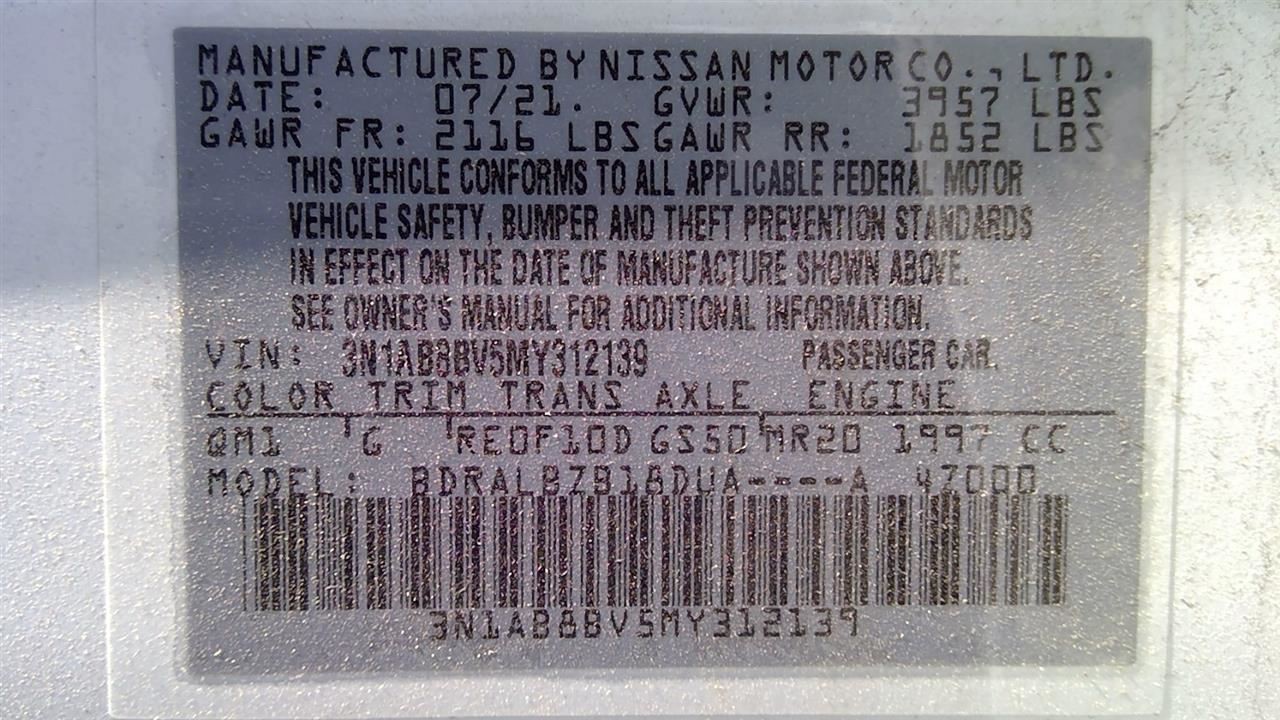 MANUFACTURED BY NISSAN MOTOR CO., LTD.
DATE: 07/21. GVWR: 3957 LBS
GAWR FR: 2116 LBS GAWR RR: 1852 LBS
THIS VEHICLE CONFORMS TO ALL APPLICABLE FEDERAL MOTOR
VEHICLE SAFETY, BUMPER AND THEFT PREVENTION STANDARDS
IN EFFECT ON THE DATE OF MANUFACTURE SHOWN ABOVE.
SEE OWNER'S MANUAL FOR ADDITIONAL INFORMATION.
VIN: 3N1AB8BV5MY312139 PASSENGER CAR.
COLOR TRIM TRANS AXLE ENGINE
QM1 G RE0F10D GS50 MR20 1997 CC
MODEL: BDRALBZB18DUA----A 4Z000
3N1AB8BV5MY312139